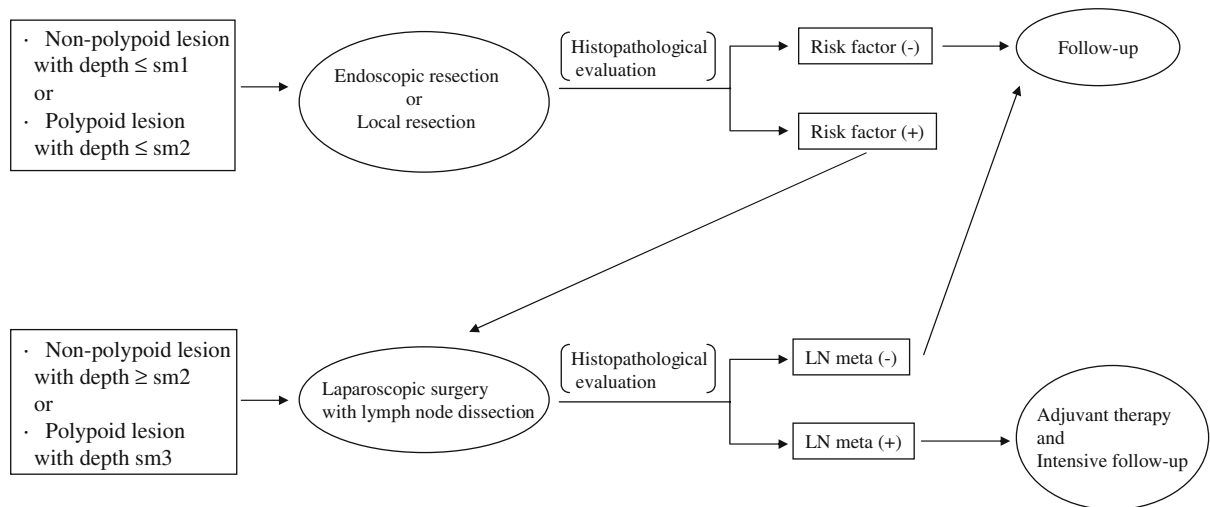 · Non-polypoid lesion
with depth ≤ sm1
or
· Polypoid lesion
with depth ≤ sm2
Endoscopic resection
or
Local resection
Histopathological
evaluation
Risk factor (-)
Risk factor (+)
Follow-up
· Non-polypoid lesion
with depth ≥ sm2
or
· Polypoid lesion
with depth sm3
Laparoscopic surgery
with lymph node dissection
Histopathological
evaluation
LN meta (-)
LN meta (+)
Adjuvant therapy
and
Intensive follow-up